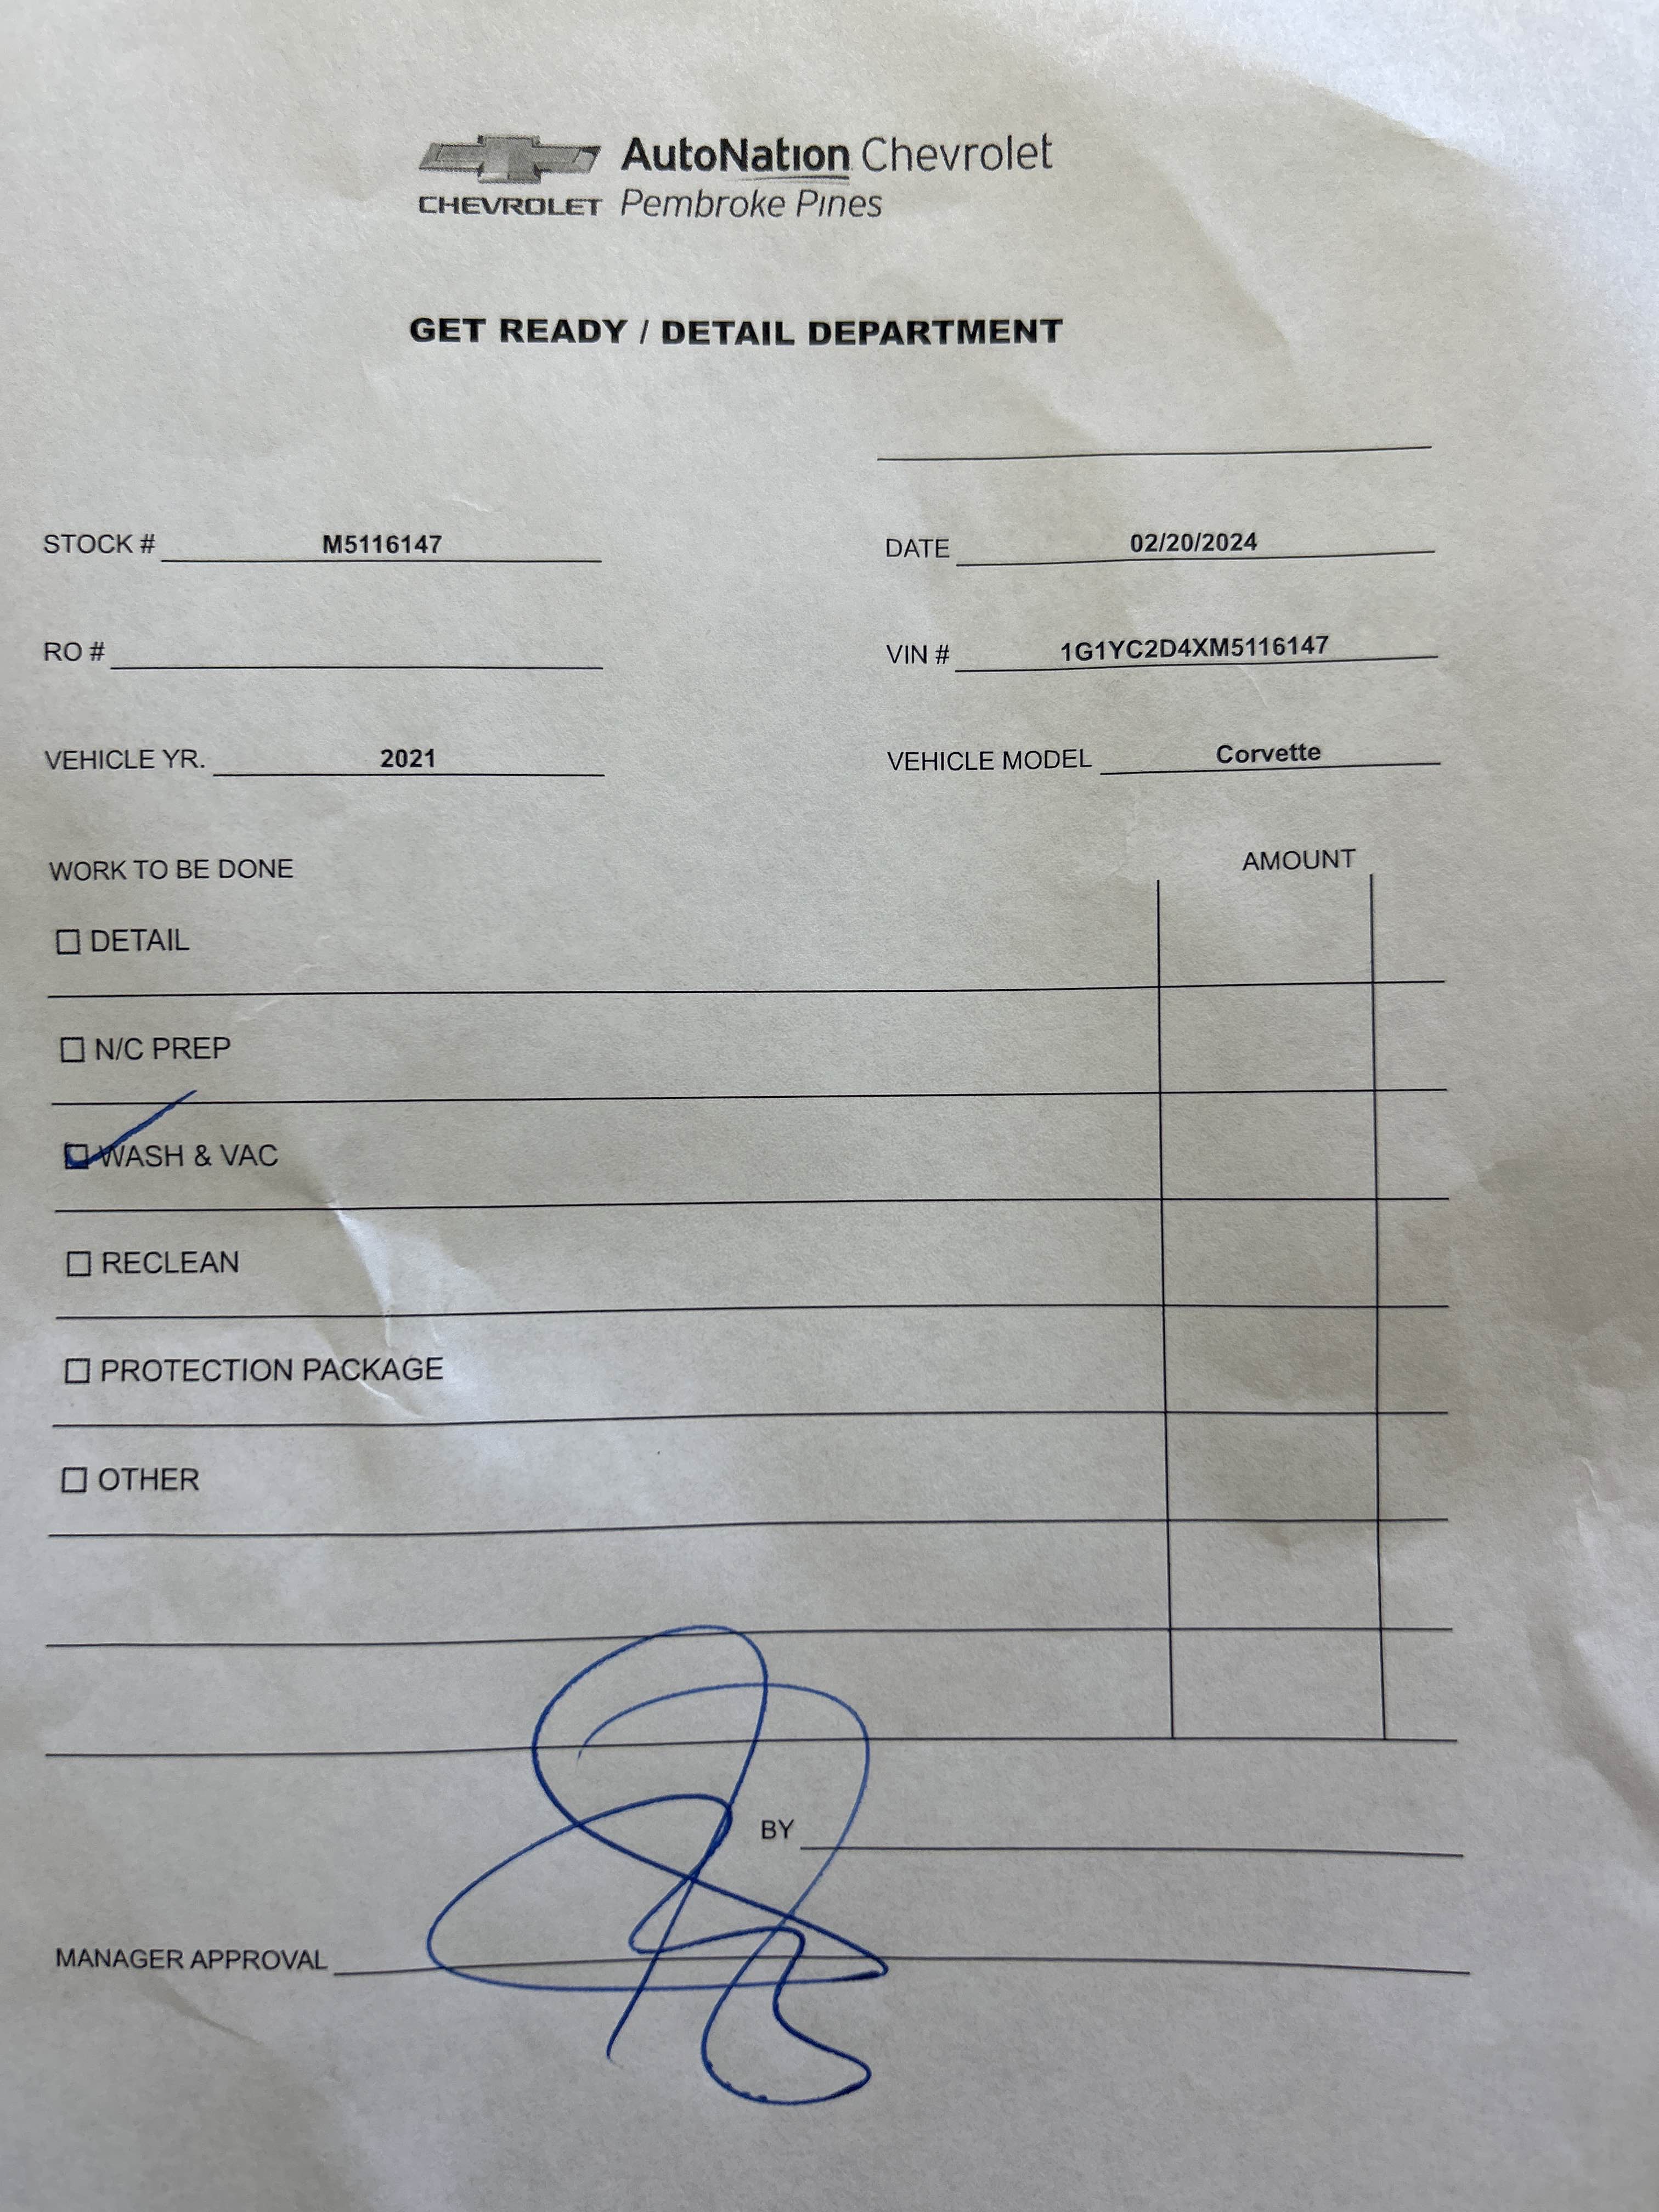 AutoNation Chevrolet
CHEVROLET Pembroke Pines
GET READY / DETAIL DEPARTMENT
STOCK # M5116147 DATE 02/20/2024
RO # VIN # 1G1YC2D4XM5116147
VEHICLE YR. 2021 VEHICLE MODEL Corvette
WORK TO BE DONE AMOUNT
DETAIL
N/C PREP
WASH & VAC
RECLEAN
PROTECTION PACKAGE
OTHER
BY
MANAGER APPROVAL